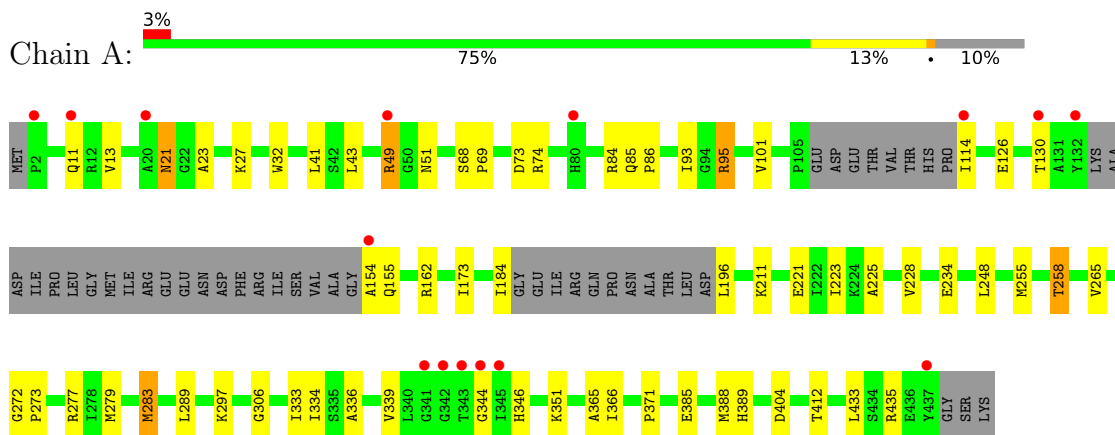 3%
Chain A:
75% 13% • 10%
MET P2 Q11 R12 V13 A20 N21 G22 A23 K27 W32 L41 S42 L43 R49 G50 N51 S68 P69 D73 R74 H80 R84 Q85 P86 I93 G94 R95 V101 P105 GLU ASP GLU THR VAL THR HIS PRO I114 E126 T130 A131 Y132 LYS ALA
ASP ILE PRO LEU GLY MET ILE ARG GLU GLU ASN ASP PHE ARG ILE SER VAL ALA GLY A154 Q155 R162 I173 I184 GLY GLU ILE ARG GLN PRO ASN ALA THR LEU ASP L196 K211 E221 I222 I223 K224 A225 V228 E234 L248 M255 T258 V265
G272 P273 R277 I278 M279 M283 L289 K297 G306 I333 I334 S335 A336 V339 L340 G341 G342 T343 G344 I345 H346 K351 A365 I366 P371 E385 M388 H389 D404 T412 L433 S434 R435 E436 Y437 GLY SER LYS